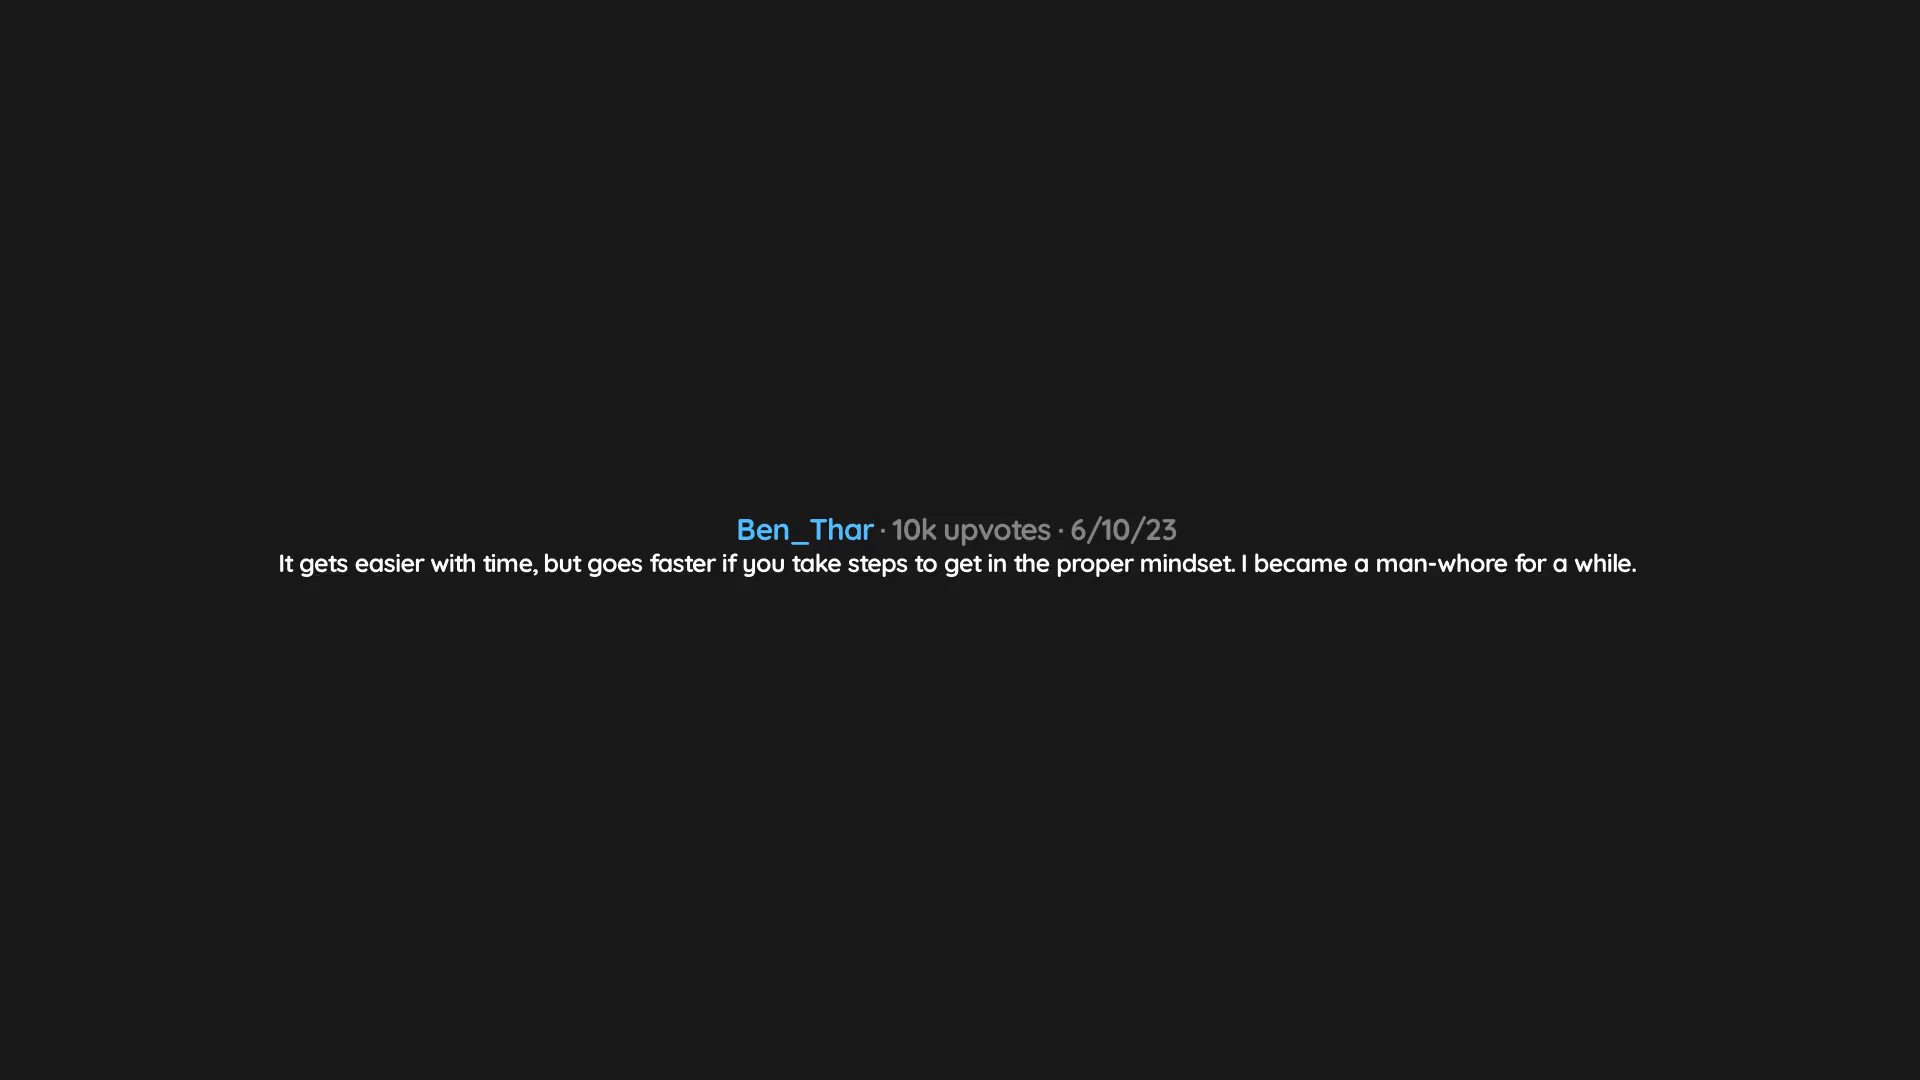 Ben_Thar · 10k upvotes · 6/10/23
It gets easier with time, but goes faster if you take steps to get in the proper mindset. I became a man-whore for a while.